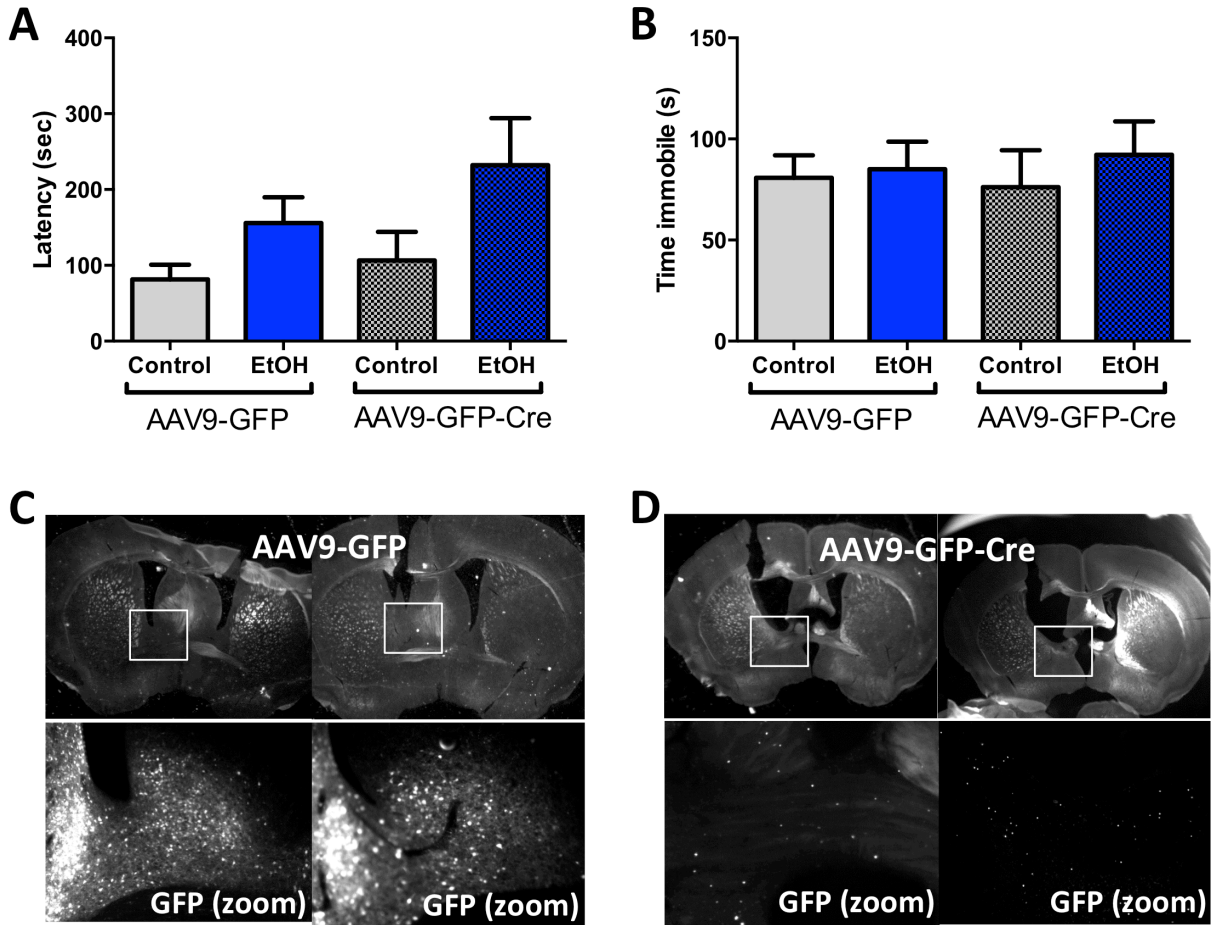 A
400
300
200
100
0
Latency (sec)
Control EtOH Control EtOH
AAV9-GFP AAV9-GFP-Cre
B
150
100
50
0
Time immobile (s)
Control EtOH Control EtOH
AAV9-GFP AAV9-GFP-Cre
C
AAV9-GFP
GFP (zoom) GFP (zoom)
D
AAV9-GFP-Cre
GFP (zoom) GFP (zoom)